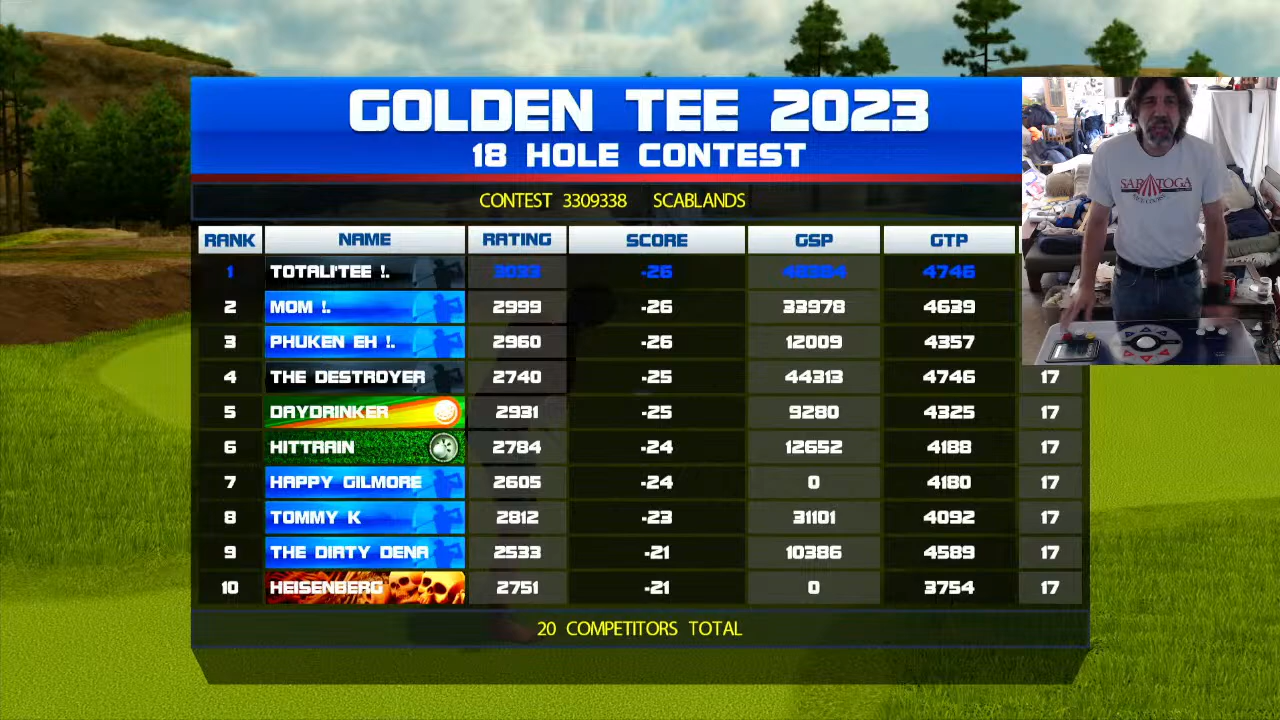 GOLDEN TEE 2023
18 HOLE CONTEST
CONTEST 3309338 SCABLANDS
RANK NAME RATING SCORE GSP GTP
1 TOTALI'TEE !. 3033 -26 4746
2 MOM !. 2999 -26 33978 4639
3 PHUKEN EH !. 2960 -26 12009 4357
4 THE DESTROYER 2740 -25 44313 4746 17
5 DAYDRINKER 2931 -25 9280 4325 17
6 HITTRAIN 2784 -24 12652 4188 17
7 HAPPY GILMORE 2605 -24 0 4180 17
8 TOMMY K 2812 -23 31101 4092 17
9 THE DIRTY DENA 2533 -21 10386 4589 17
10 HEISENBERG 2751 -21 0 3754 17
20 COMPETITORS TOTAL
SARATOGA